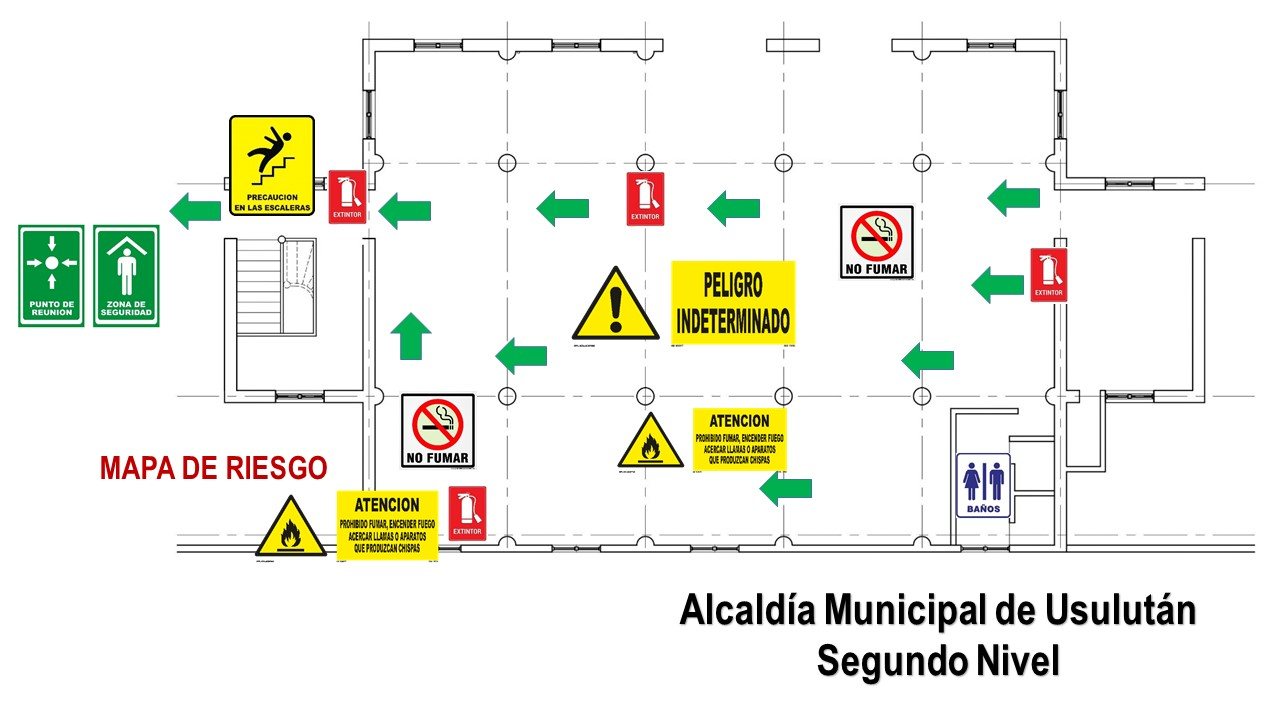 PRECAUCION
EN LAS ESCALERAS
EXTINTOR
EXTINTOR
NO FUMAR
PUNTO DE
REUNION
ZONA DE
SEGURIDAD
EXTINTOR
PELIGRO
INDETERMINADO
NO FUMAR
ATENCION
PROHIBIDO FUMAR, ENCENDER FUEGO
ACERCAR LLAMAS O APARATOS
QUE PRODUZCAN CHISPAS
MAPA DE RIESGO
BAÑOS
ATENCION
PROHIBIDO FUMAR, ENCENDER FUEGO
ACERCAR LLAMAS O APARATOS
QUE PRODUZCAN CHISPAS
EXTINTOR
Alcaldía Municipal de Usulután
Segundo Nivel